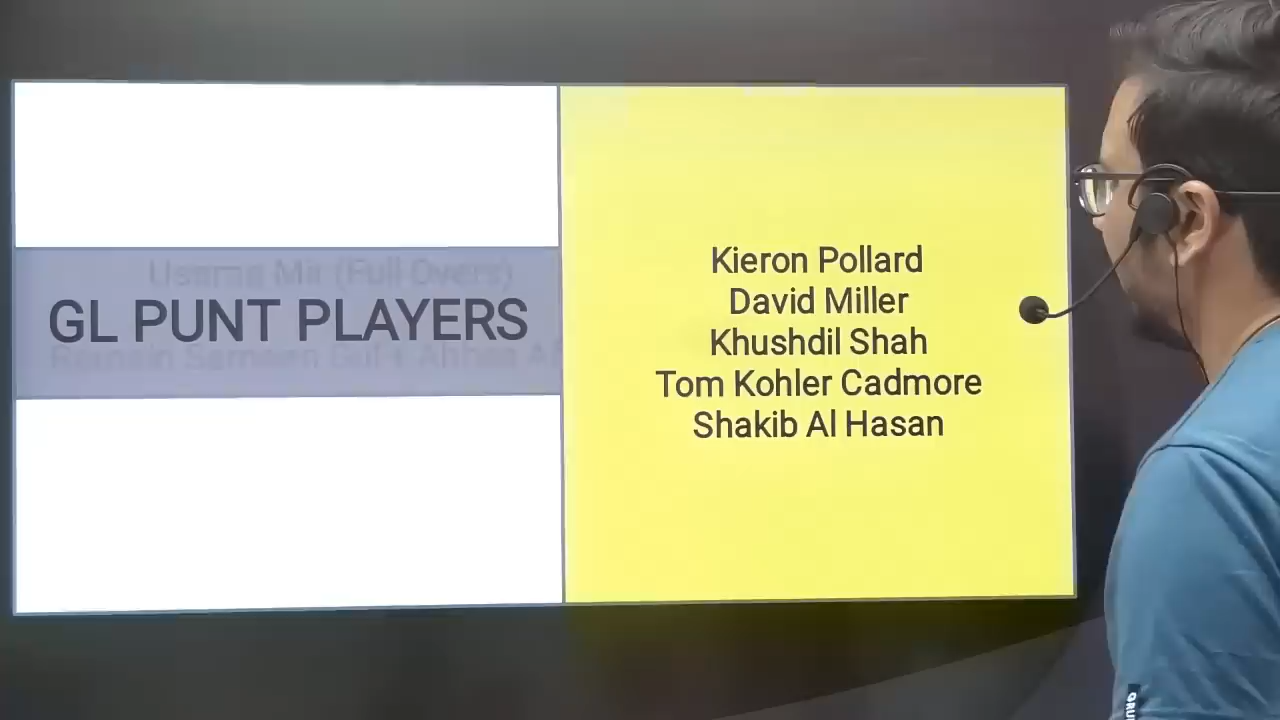 GL PUNT PLAYERS
Kieron Pollard
David Miller
Khushdil Shah
Tom Kohler Cadmore
Shakib Al Hasan